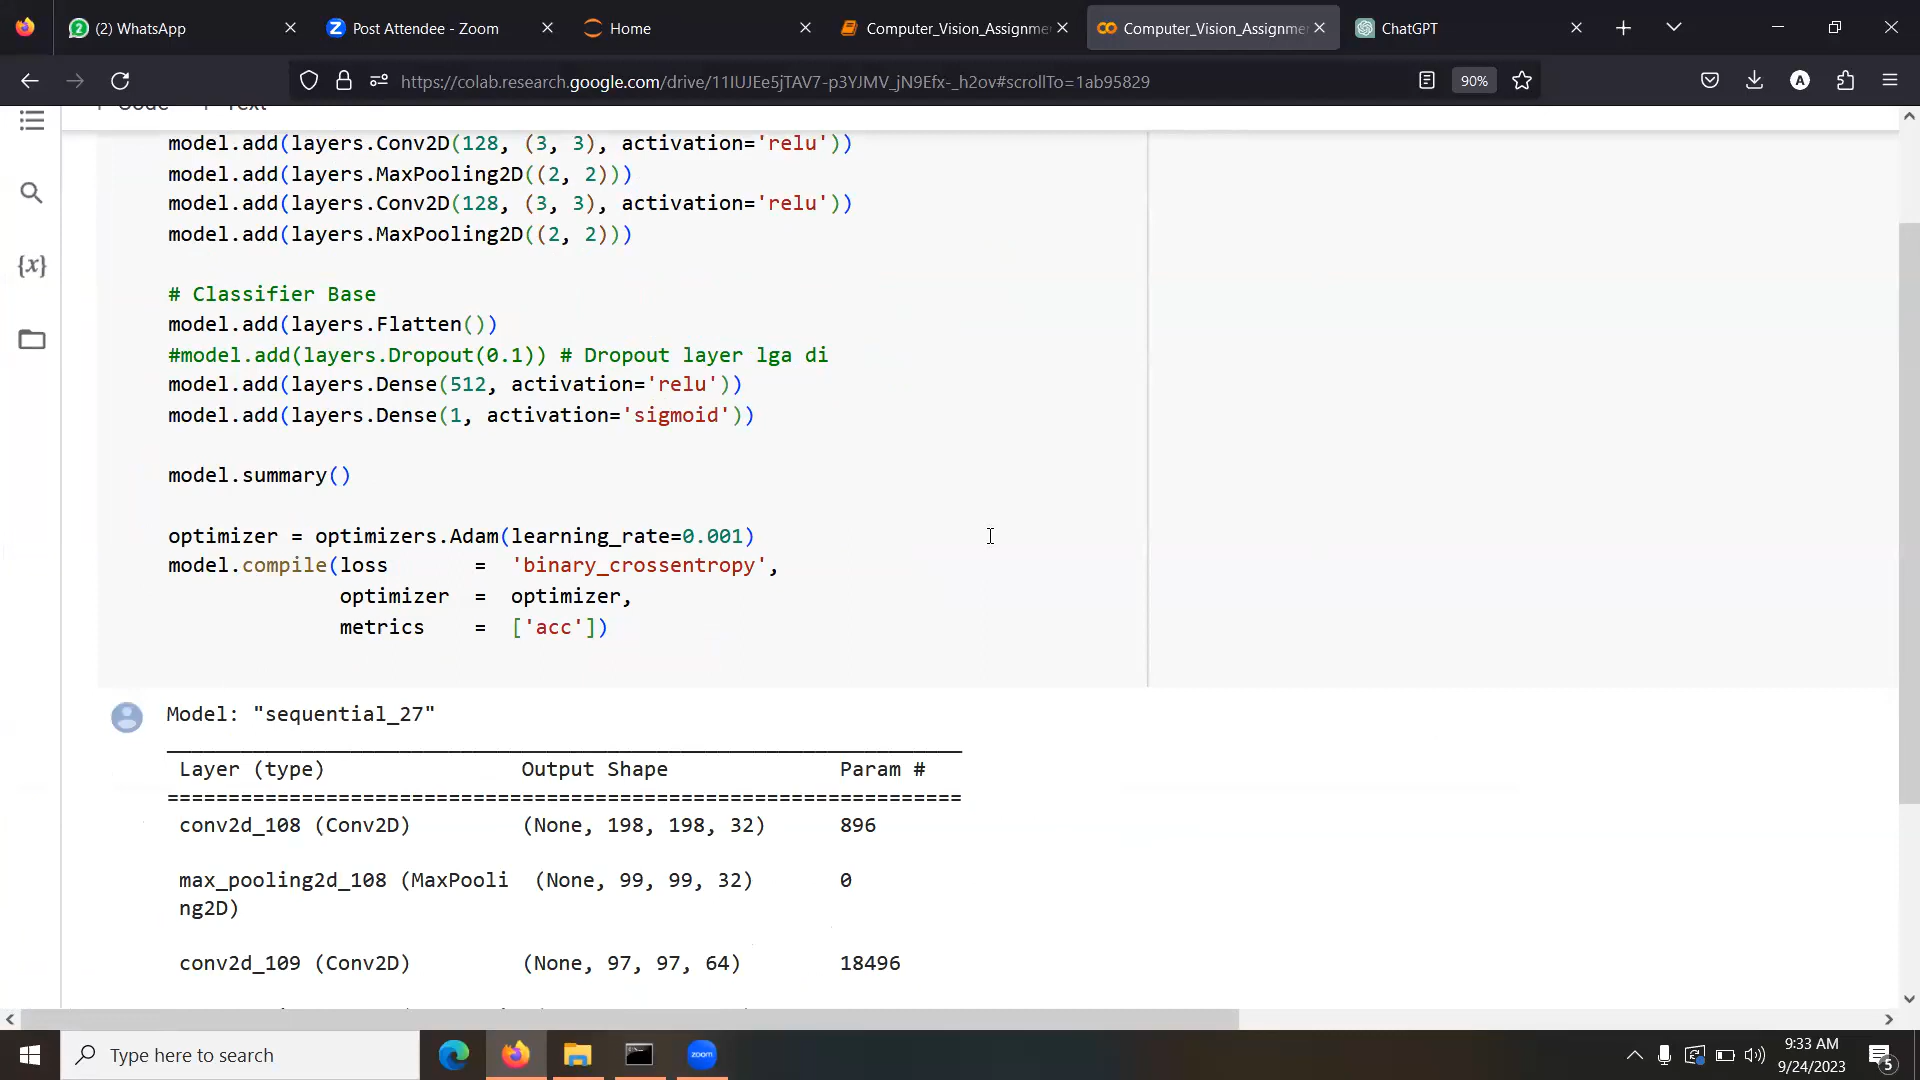 (2) WhatsApp
Post Attendee - Zoom
Home
Computer_Vision_Assignme
Computer_Vision_Assignme
ChatGPT
https://colab.research.google.com/drive/11IUJEe5jTAV7-p3YJMV_jN9Efx-_h2ov#scrollTo=1ab95829
90%
A
+ Code + Text
model.add(layers.Conv2D(128, (3, 3), activation='relu'))
model.add(layers.MaxPooling2D((2, 2)))
model.add(layers.Conv2D(128, (3, 3), activation='relu'))
model.add(layers.MaxPooling2D((2, 2)))
{x}
# Classifier Base
model.add(layers.Flatten())
#model.add(layers.Dropout(0.1)) # Dropout layer lga di
model.add(layers.Dense(512, activation='relu'))
model.add(layers.Dense(1, activation='sigmoid'))
model.summary()
optimizer = optimizers.Adam(learning_rate=0.001)
model.compile(loss = 'binary_crossentropy',
optimizer = optimizer,
metrics = ['acc'])
Model: "sequential_27"
_________________________________________________________________
Layer (type) Output Shape Param #
=================================================================
conv2d_108 (Conv2D) (None, 198, 198, 32) 896
max_pooling2d_108 (MaxPooli (None, 99, 99, 32) 0
ng2D)
conv2d_109 (Conv2D) (None, 97, 97, 64) 18496
Type here to search
zoom
9:33 AM
9/24/2023
5